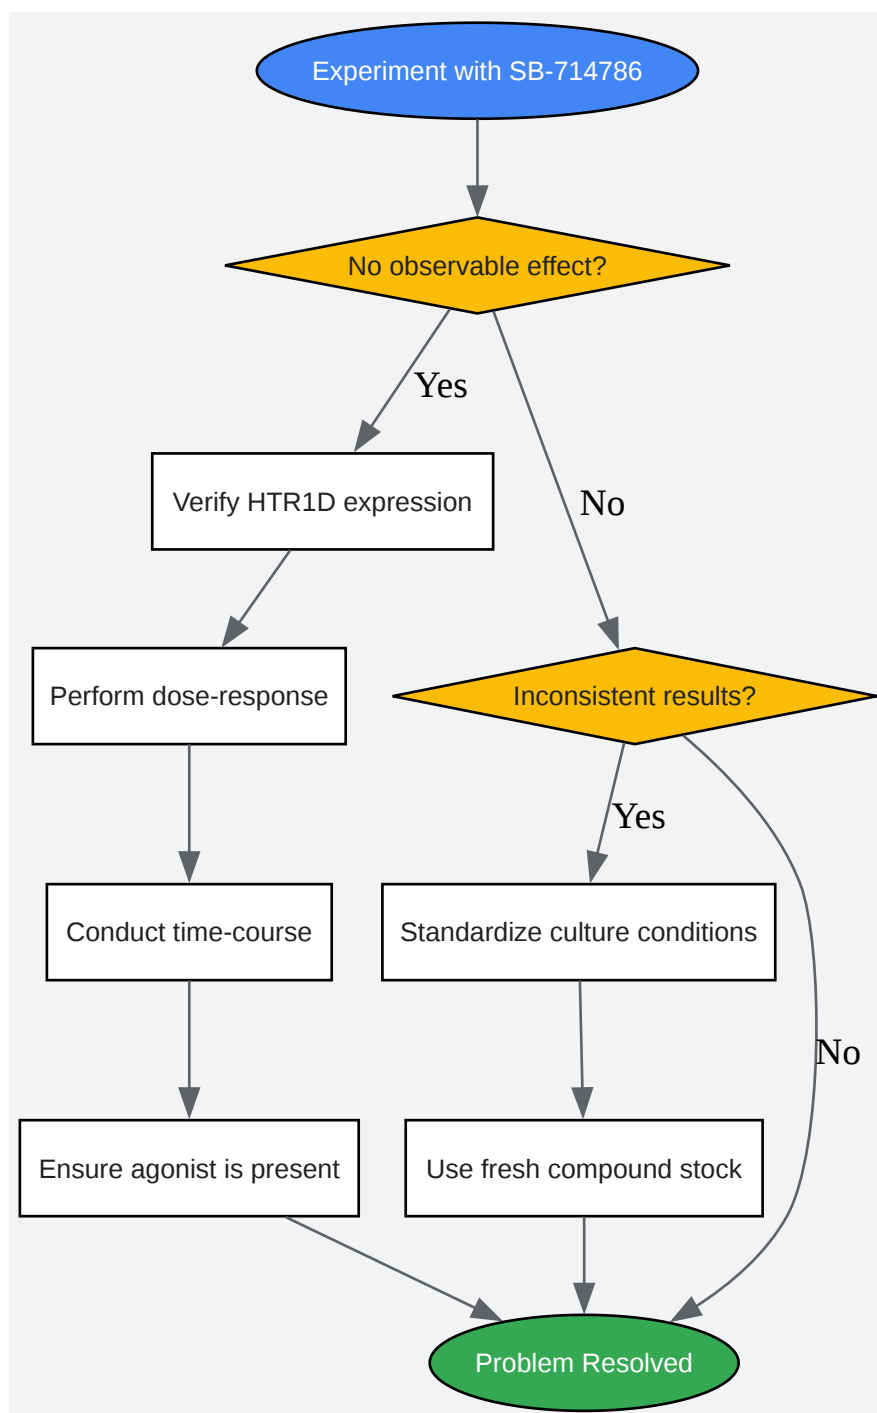 Experiment with SB-714786
No observable effect?
Yes
Verify HTR1D expression
No
Perform dose-response
Inconsistent results?
Yes
Conduct time-course
Standardize culture conditions
No
Ensure agonist is present
Use fresh compound stock
Problem Resolved